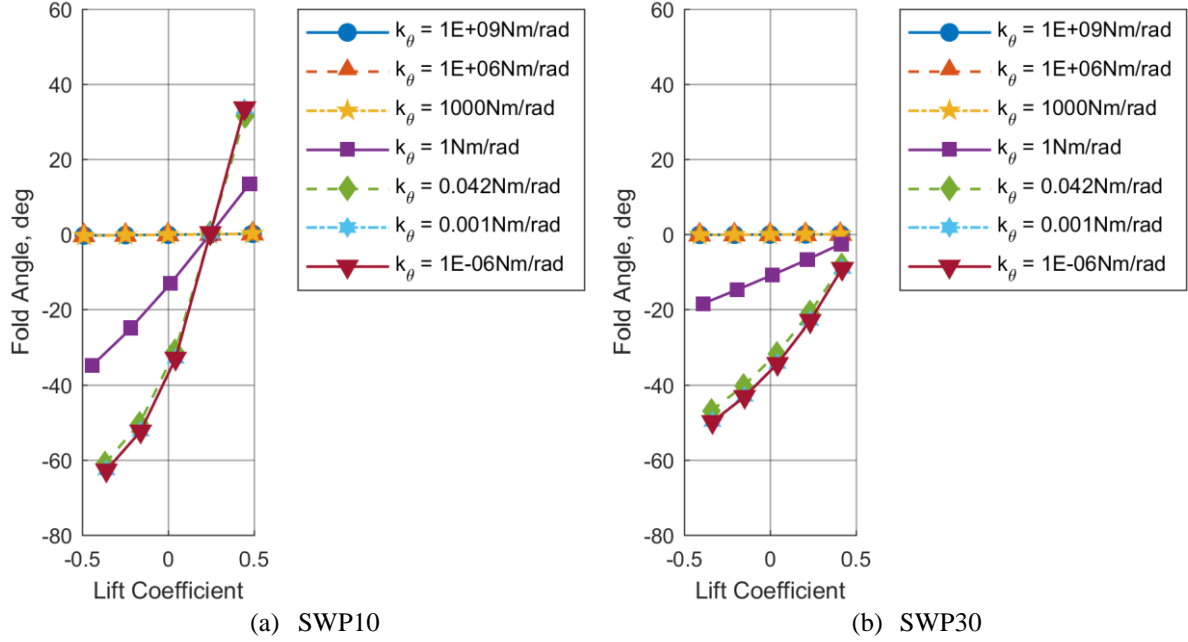 60
40
20
0
-20
-40
-60
-80
-0.5 0 0.5
Fold Angle, deg
Lift Coefficient
kθ = 1E+09Nm/rad
kθ = 1E+06Nm/rad
kθ = 1000Nm/rad
kθ = 1Nm/rad
kθ = 0.042Nm/rad
kθ = 0.001Nm/rad
kθ = 1E-06Nm/rad
(a) SWP10
60
40
20
0
-20
-40
-60
-80
-0.5 0 0.5
Fold Angle, deg
Lift Coefficient
kθ = 1E+09Nm/rad
kθ = 1E+06Nm/rad
kθ = 1000Nm/rad
kθ = 1Nm/rad
kθ = 0.042Nm/rad
kθ = 0.001Nm/rad
kθ = 1E-06Nm/rad
(b) SWP30